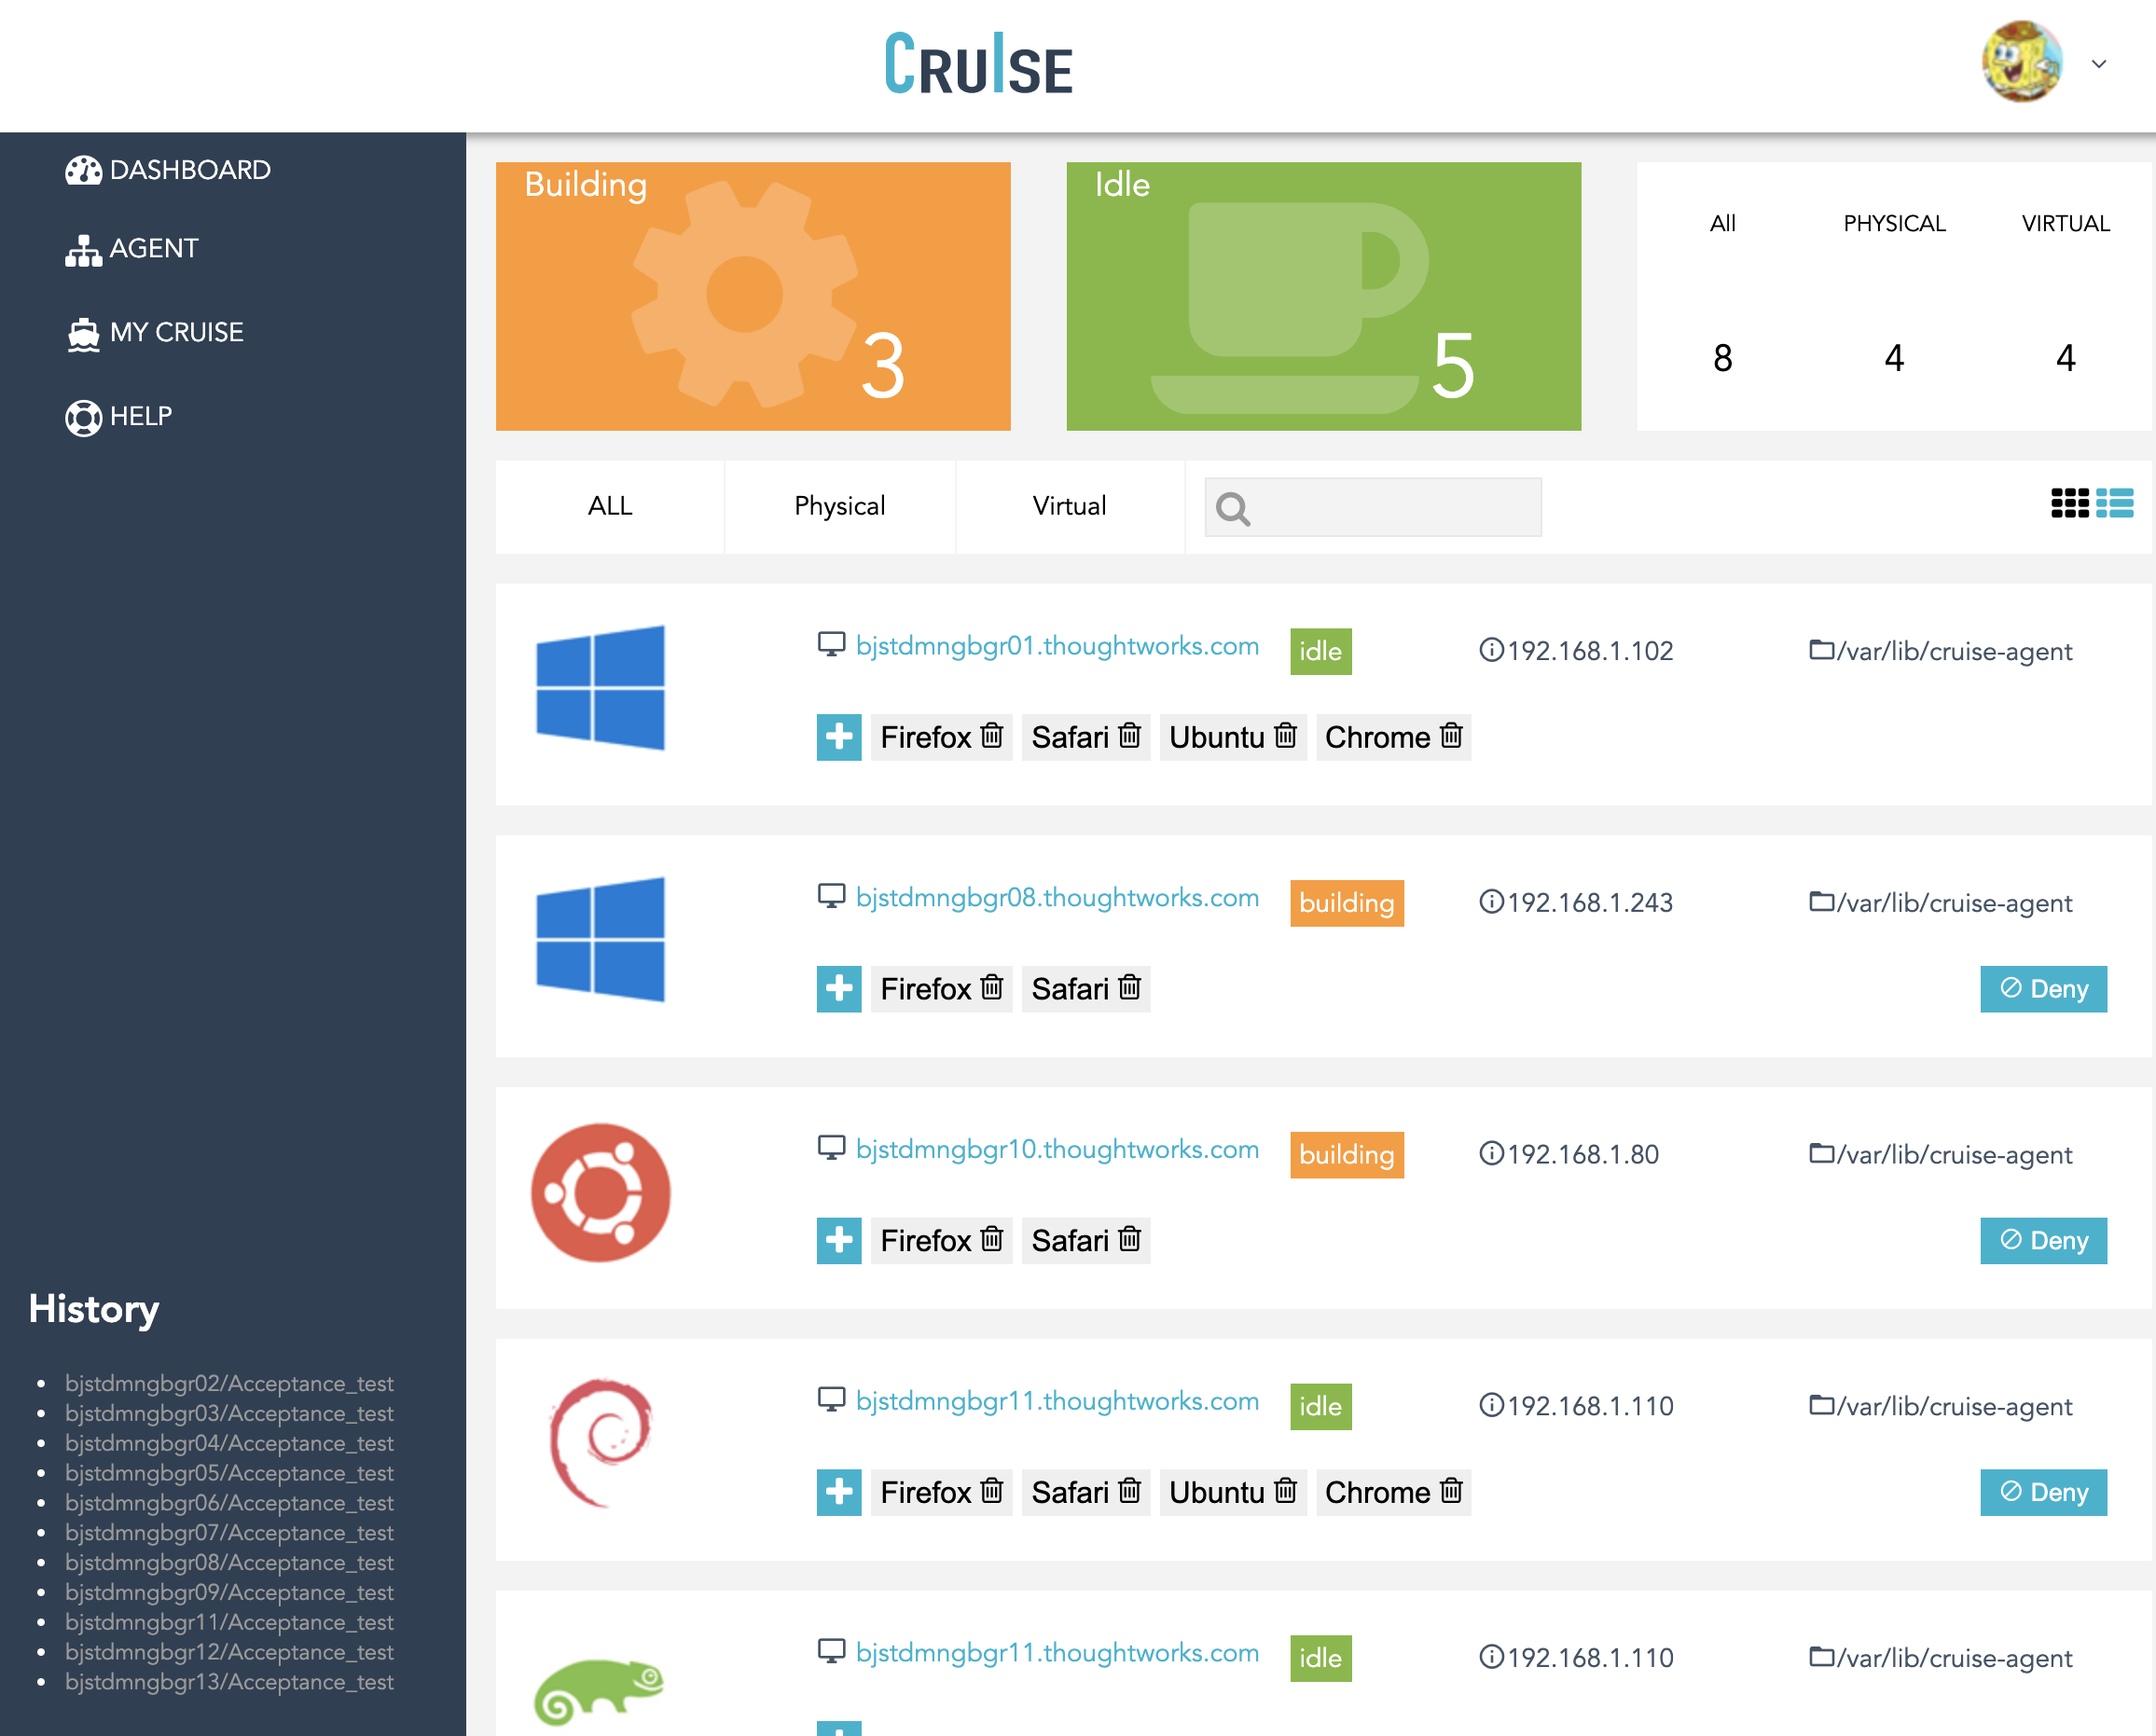 CruIse
DASHBOARD
AGENT
MY CRUISE
HELP
History
bjstdmngbgr02/Acceptance_test
bjstdmngbgr03/Acceptance_test
bjstdmngbgr04/Acceptance_test
bjstdmngbgr05/Acceptance_test
bjstdmngbgr06/Acceptance_test
bjstdmngbgr07/Acceptance_test
bjstdmngbgr08/Acceptance_test
bjstdmngbgr09/Acceptance_test
bjstdmngbgr11/Acceptance_test
bjstdmngbgr12/Acceptance_test
bjstdmngbgr13/Acceptance_test
Building
3
Idle
5
All PHYSICAL VIRTUAL
8 4 4
ALL Physical Virtual
bjstdmngbgr01.thoughtworks.com idle 192.168.1.102 /var/lib/cruise-agent
Firefox Safari Ubuntu Chrome
bjstdmngbgr08.thoughtworks.com building 192.168.1.243 /var/lib/cruise-agent
Firefox Safari Deny
bjstdmngbgr10.thoughtworks.com building 192.168.1.80 /var/lib/cruise-agent
Firefox Safari Deny
bjstdmngbgr11.thoughtworks.com idle 192.168.1.110 /var/lib/cruise-agent
Firefox Safari Ubuntu Chrome Deny
bjstdmngbgr11.thoughtworks.com idle 192.168.1.110 /var/lib/cruise-agent